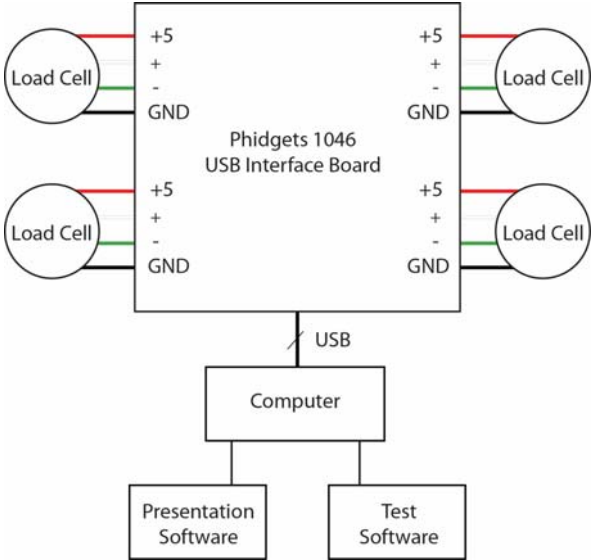 Load Cell
+5
+
-
GND
+5
+
-
GND
Load Cell
Phidgets 1046
USB Interface Board
Load Cell
+5
+
-
GND
+5
+
-
GND
Load Cell
USB
Computer
Presentation
Software
Test
Software